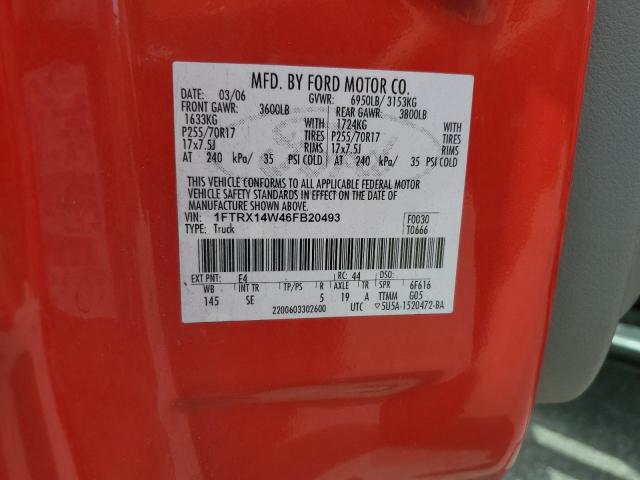 MFD. BY FORD MOTOR CO.
DATE: 03/06 GVWR: 6950LB/ 3153KG
FRONT GAWR: 3600LB REAR GAWR: 3800LB
1633KG WITH 1724KG WITH
P255/70R17 TIRES P255/70R17 TIRES
17x7.5J RIMS 17x7.5J RIMS
AT 240 kPa/ 35 PSI COLD AT 240 kPa/ 35 PSI COLD
THIS VEHICLE CONFORMS TO ALL APPLICABLE FEDERAL MOTOR
VEHICLE SAFETY STANDARDS IN EFFECT ON THE DATE OF
MANUFACTURE SHOWN ABOVE.
VIN: 1FTRX14W46FB20493 F0030
TYPE: Truck T0666
EXT PNT: E4 RC: 44 DSO:
WB INT TR TP/PS R AXLE TR SPR 6F616
145 SE 5 19 A TTMM G05
2200603302600 UTC 5U5A-1520472-BA
Ford